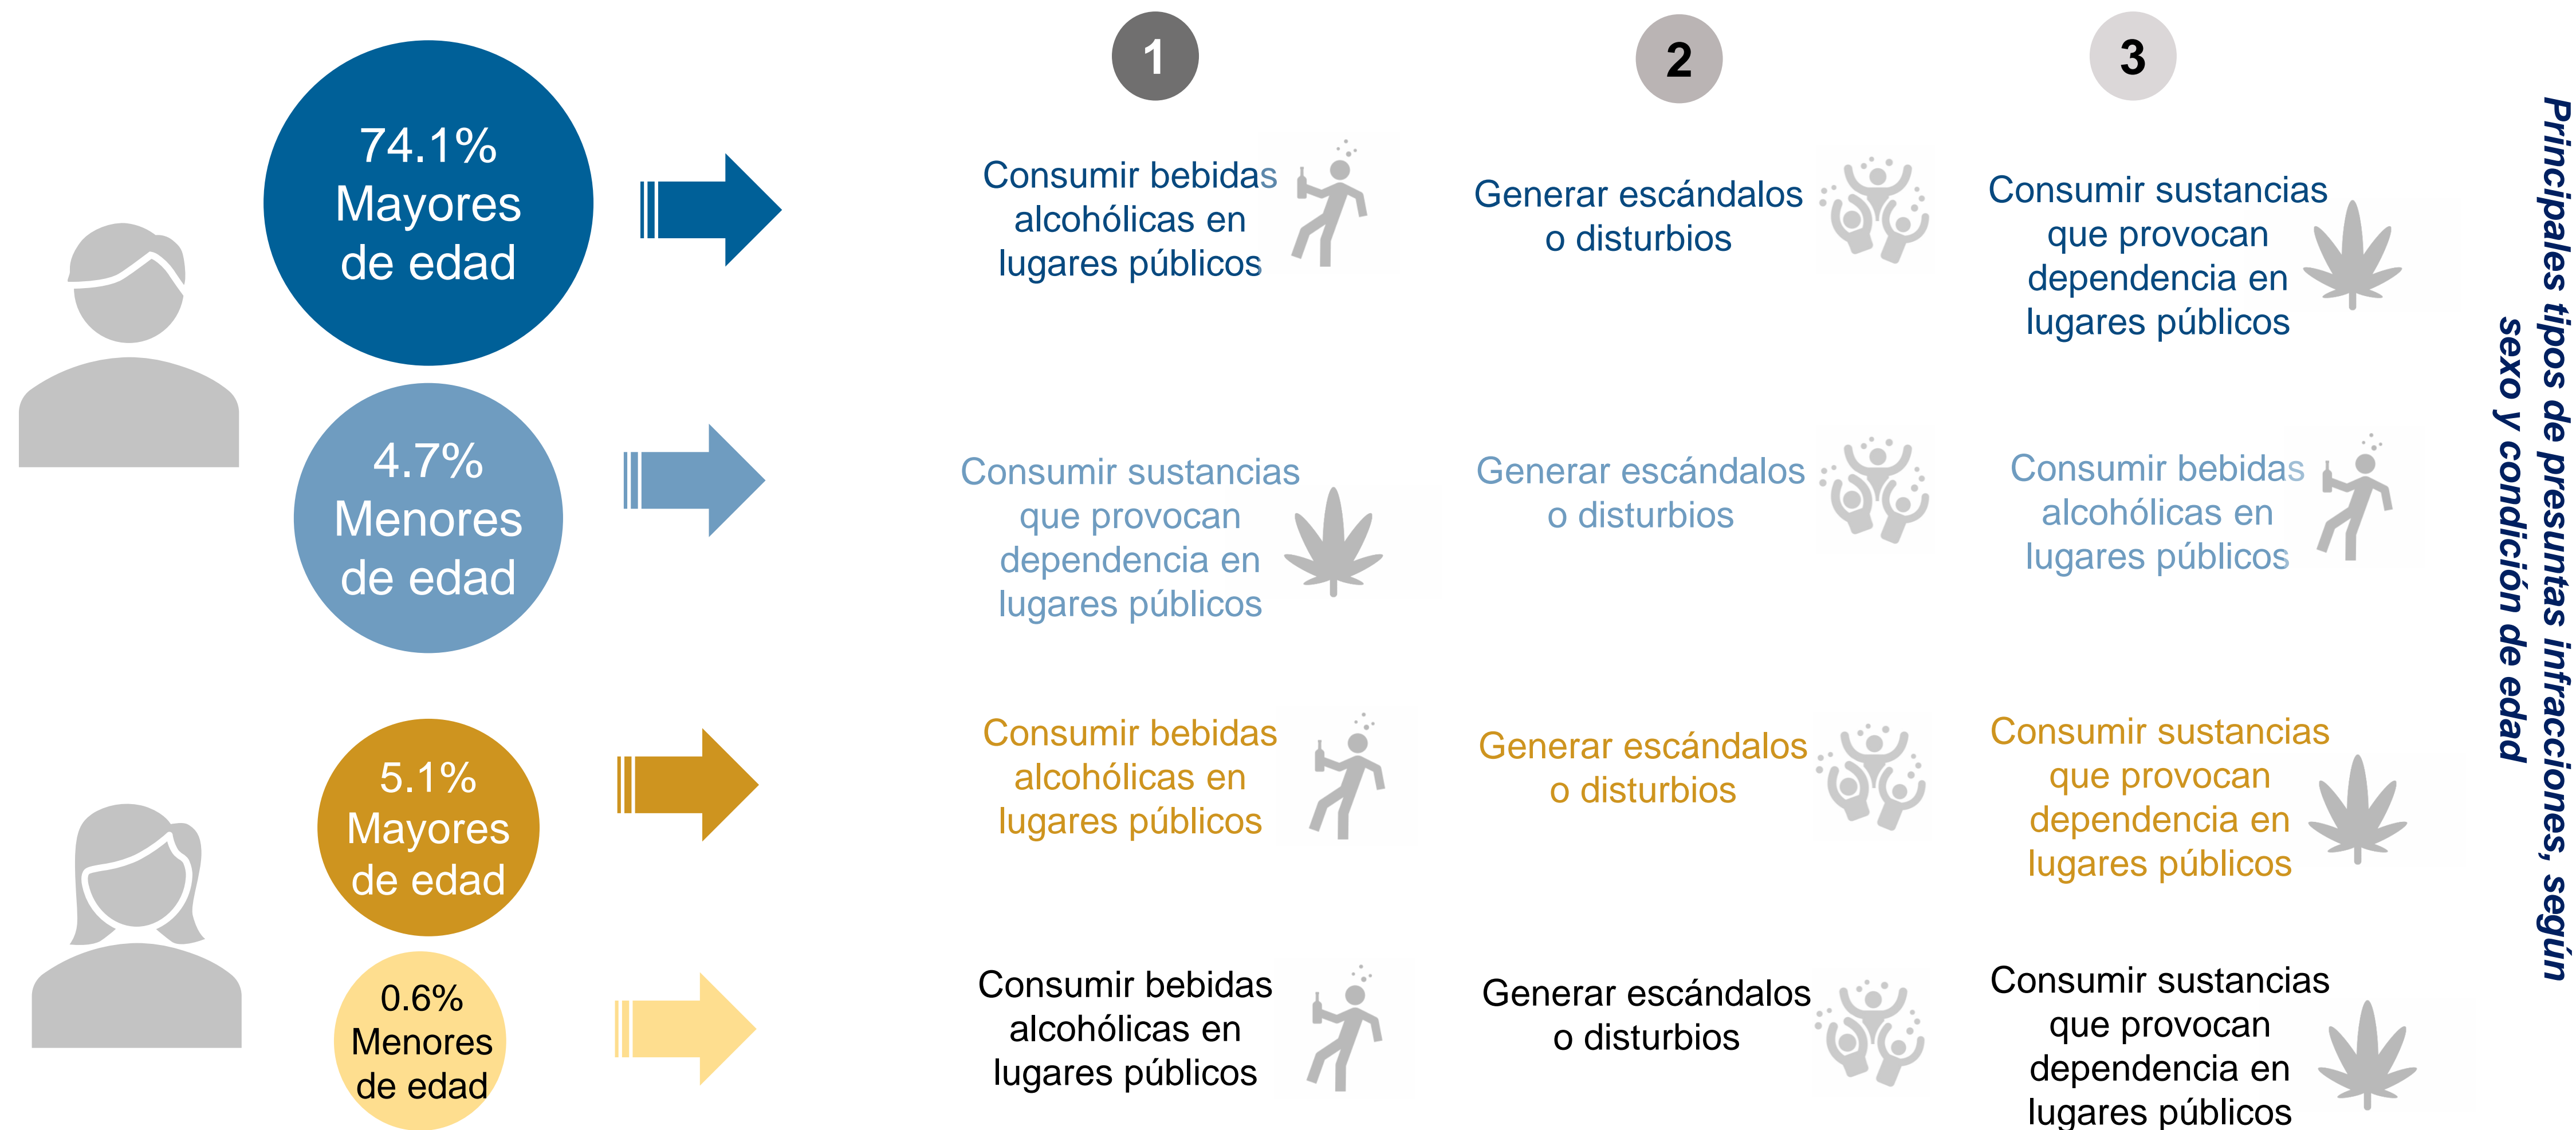 1
2
3
74.1%
Mayores
de edad
Consumir bebidas
alcohólicas en
lugares públicos
Generar escándalos
o disturbios
Consumir sustancias
que provocan
dependencia en
lugares públicos
4.7%
Menores
de edad
Consumir sustancias
que provocan
dependencia en
lugares públicos
Generar escándalos
o disturbios
Consumir bebidas
alcohólicas en
lugares públicos
5.1%
Mayores
de edad
Consumir bebidas
alcohólicas en
lugares públicos
Generar escándalos
o disturbios
Consumir sustancias
que provocan
dependencia en
lugares públicos
0.6%
Menores
de edad
Consumir bebidas
alcohólicas en
lugares públicos
Generar escándalos
o disturbios
Consumir sustancias
que provocan
dependencia en
lugares públicos
Principales tipos de presuntas infracciones, según
sexo y condición de edad